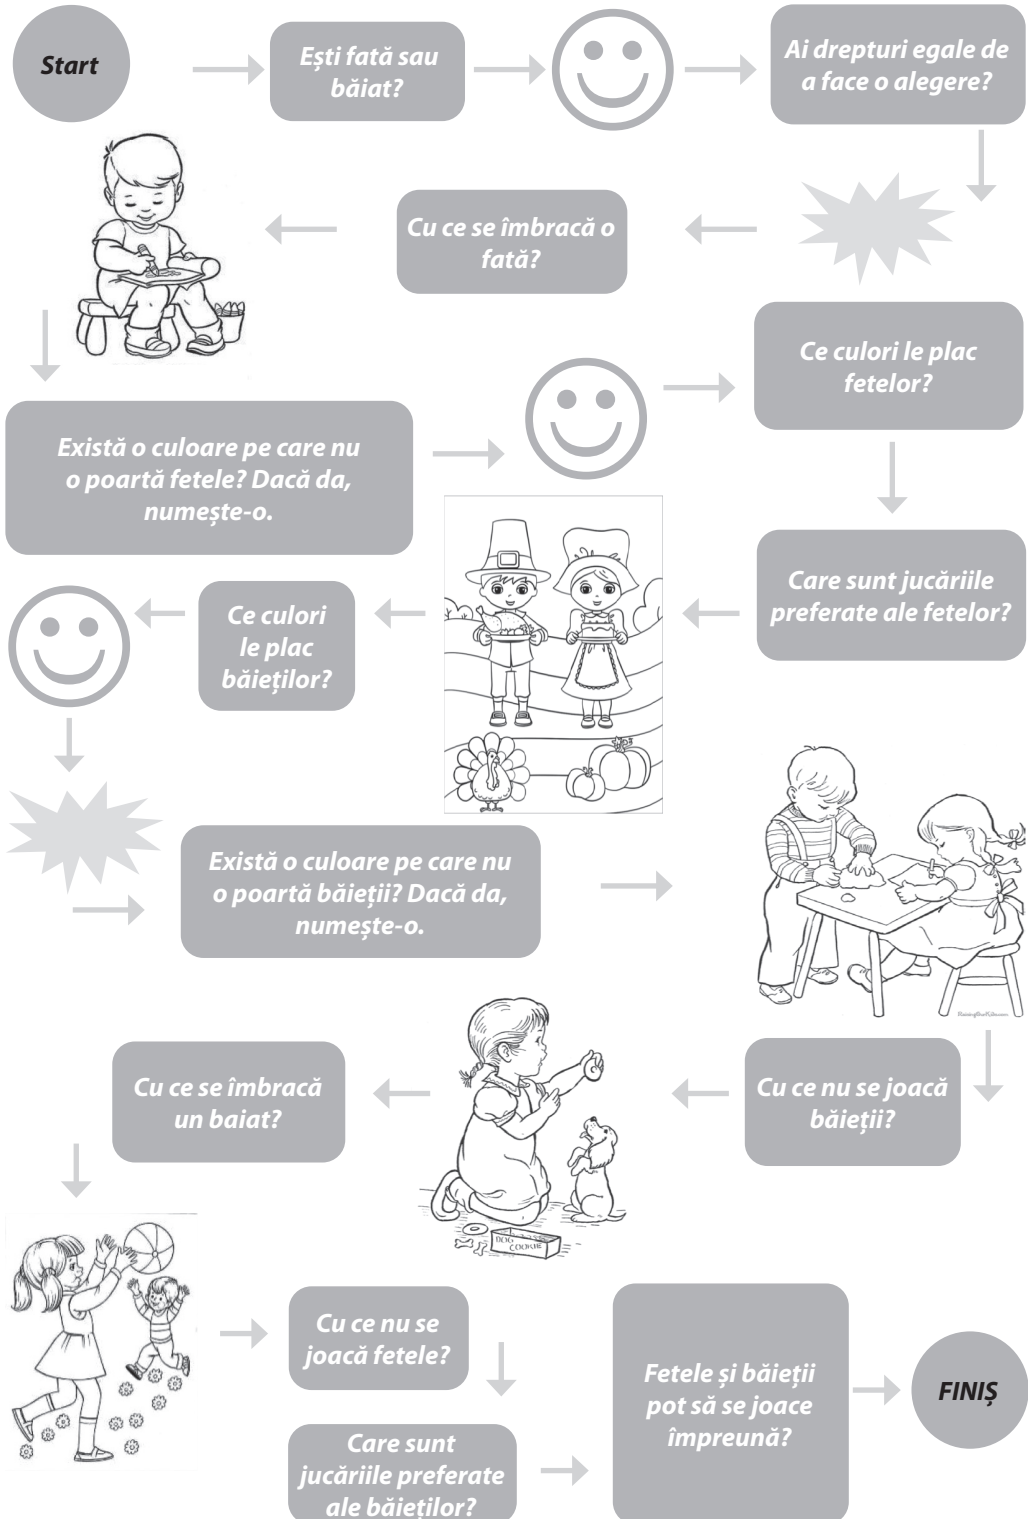 Start
Ești fată sau
băiat?
Ai drepturi egale de
a face o alegere?
Cu ce se îmbracă o
fată?
Există o culoare pe care nu
o poartă fetele? Dacă da,
numește-o.
Ce culori le plac
fetelor?
Care sunt jucăriile
preferate ale fetelor?
Ce culori
le plac
băieților?
Există o culoare pe care nu
o poartă băieții? Dacă da,
numește-o.
RaisingOurKids.com
Cu ce nu se joacă
băieții?
DOG
COOKIE
Cu ce se îmbracă
un baiat?
Cu ce nu se
joacă fetele?
Care sunt
jucăriile preferate
ale băieților?
Fetele și băieții
pot să se joace
împreună?
FINIȘ